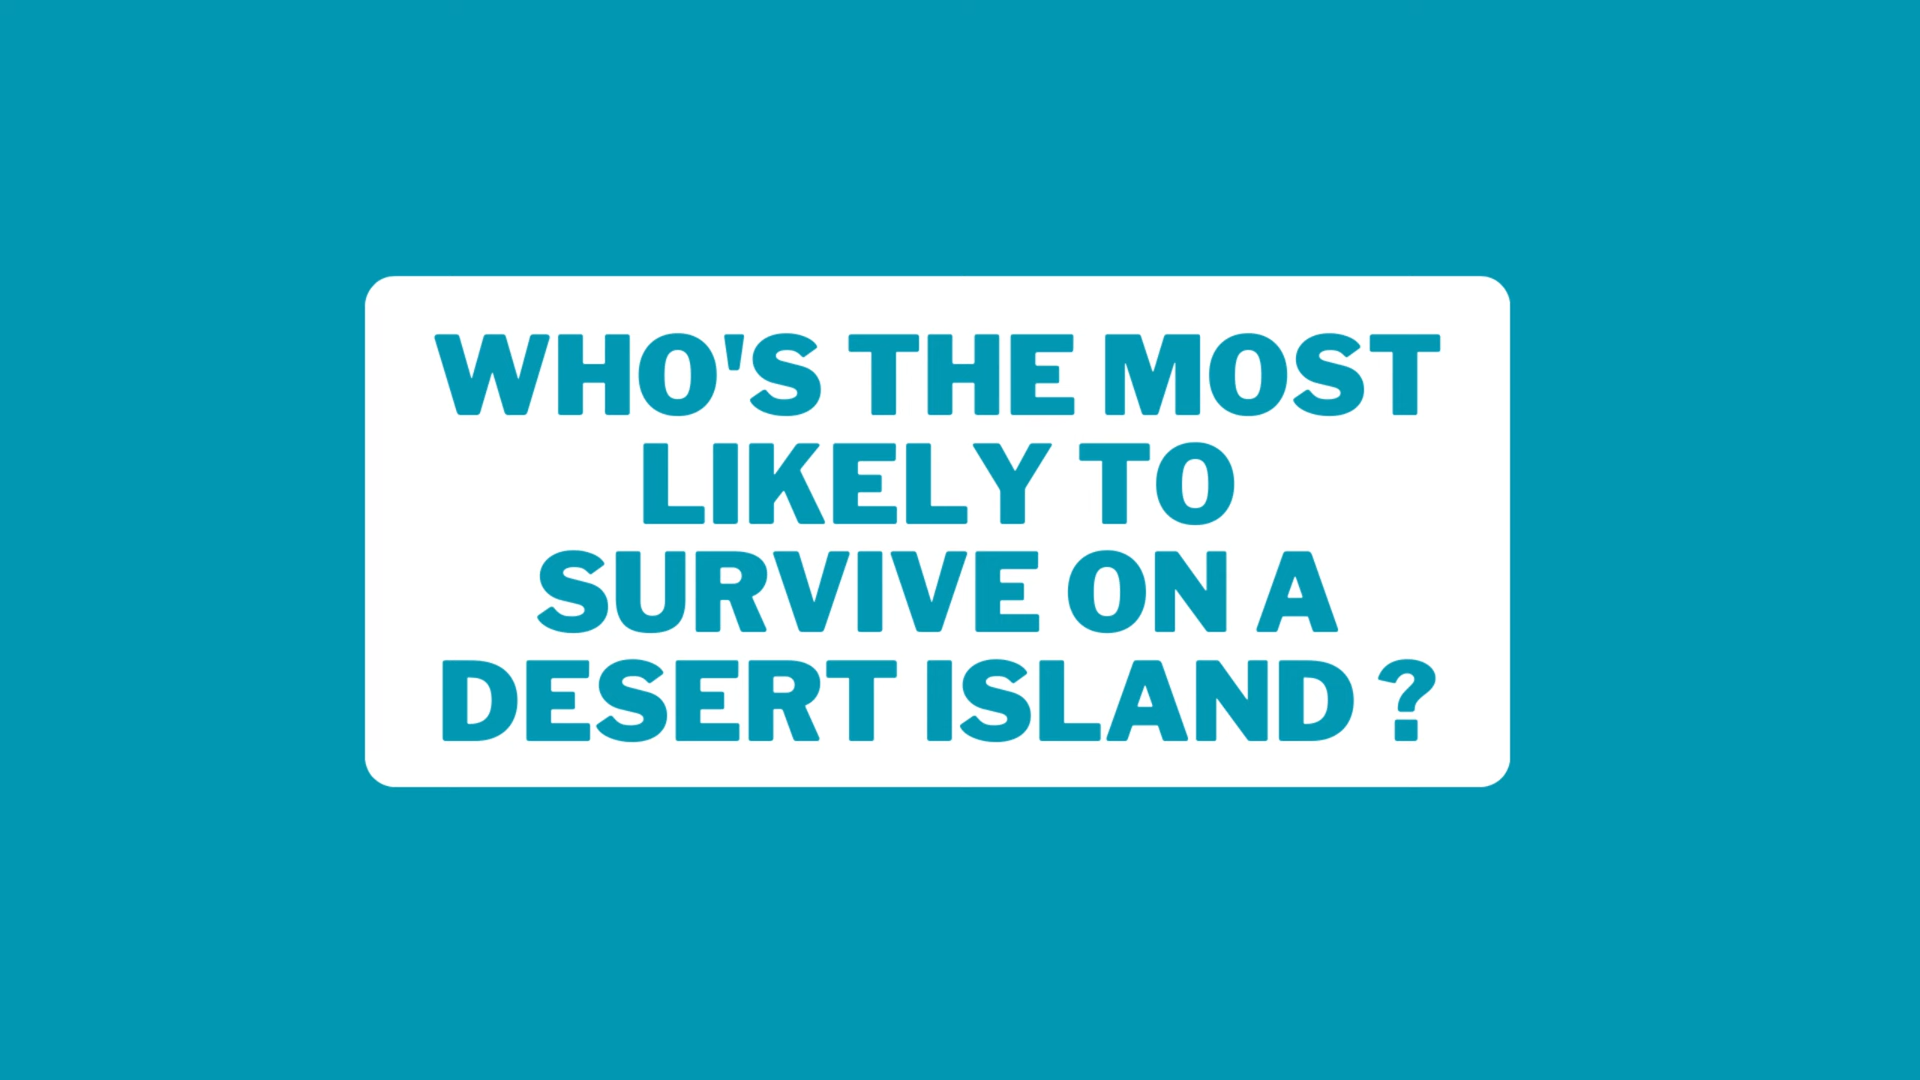 WHO'S THE MOST
LIKELY TO
SURVIVE ON A
DESERT ISLAND ?